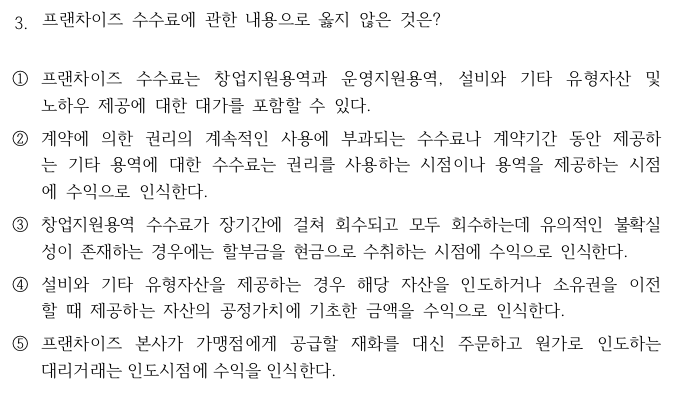 3. 프랜차이즈 수수료에 관한 내용으로 옳지 않은 것은?
① 프랜차이즈 수수료는 창업지원용역과 운영지원용역, 설비와 기타 유형자산 및
노하우 제공에 대한 대가를 포함할 수 있다.
② 계약에 의한 권리의 계속적인 사용에 부과되는 수수료나 계약기간 동안 제공하
는 기타 용역에 대한 수수료는 권리를 사용하는 시점이나 용역을 제공하는 시점
에 수익으로 인식한다.
③ 창업지원용역 수수료가 장기간에 걸쳐 회수되고 모두 회수하는데 유의적인 불확실
성이 존재하는 경우에는 할부금을 현금으로 수취하는 시점에 수익으로 인식한다.
④ 설비와 기타 유형자산을 제공하는 경우 해당 자산을 인도하거나 소유권을 이전
할 때 제공하는 자산의 공정가치에 기초한 금액을 수익으로 인식한다.
⑤ 프랜차이즈 본사가 가맹점에게 공급할 재화를 대신 주문하고 원가로 인도하는
대리거래는 인도시점에 수익을 인식한다.